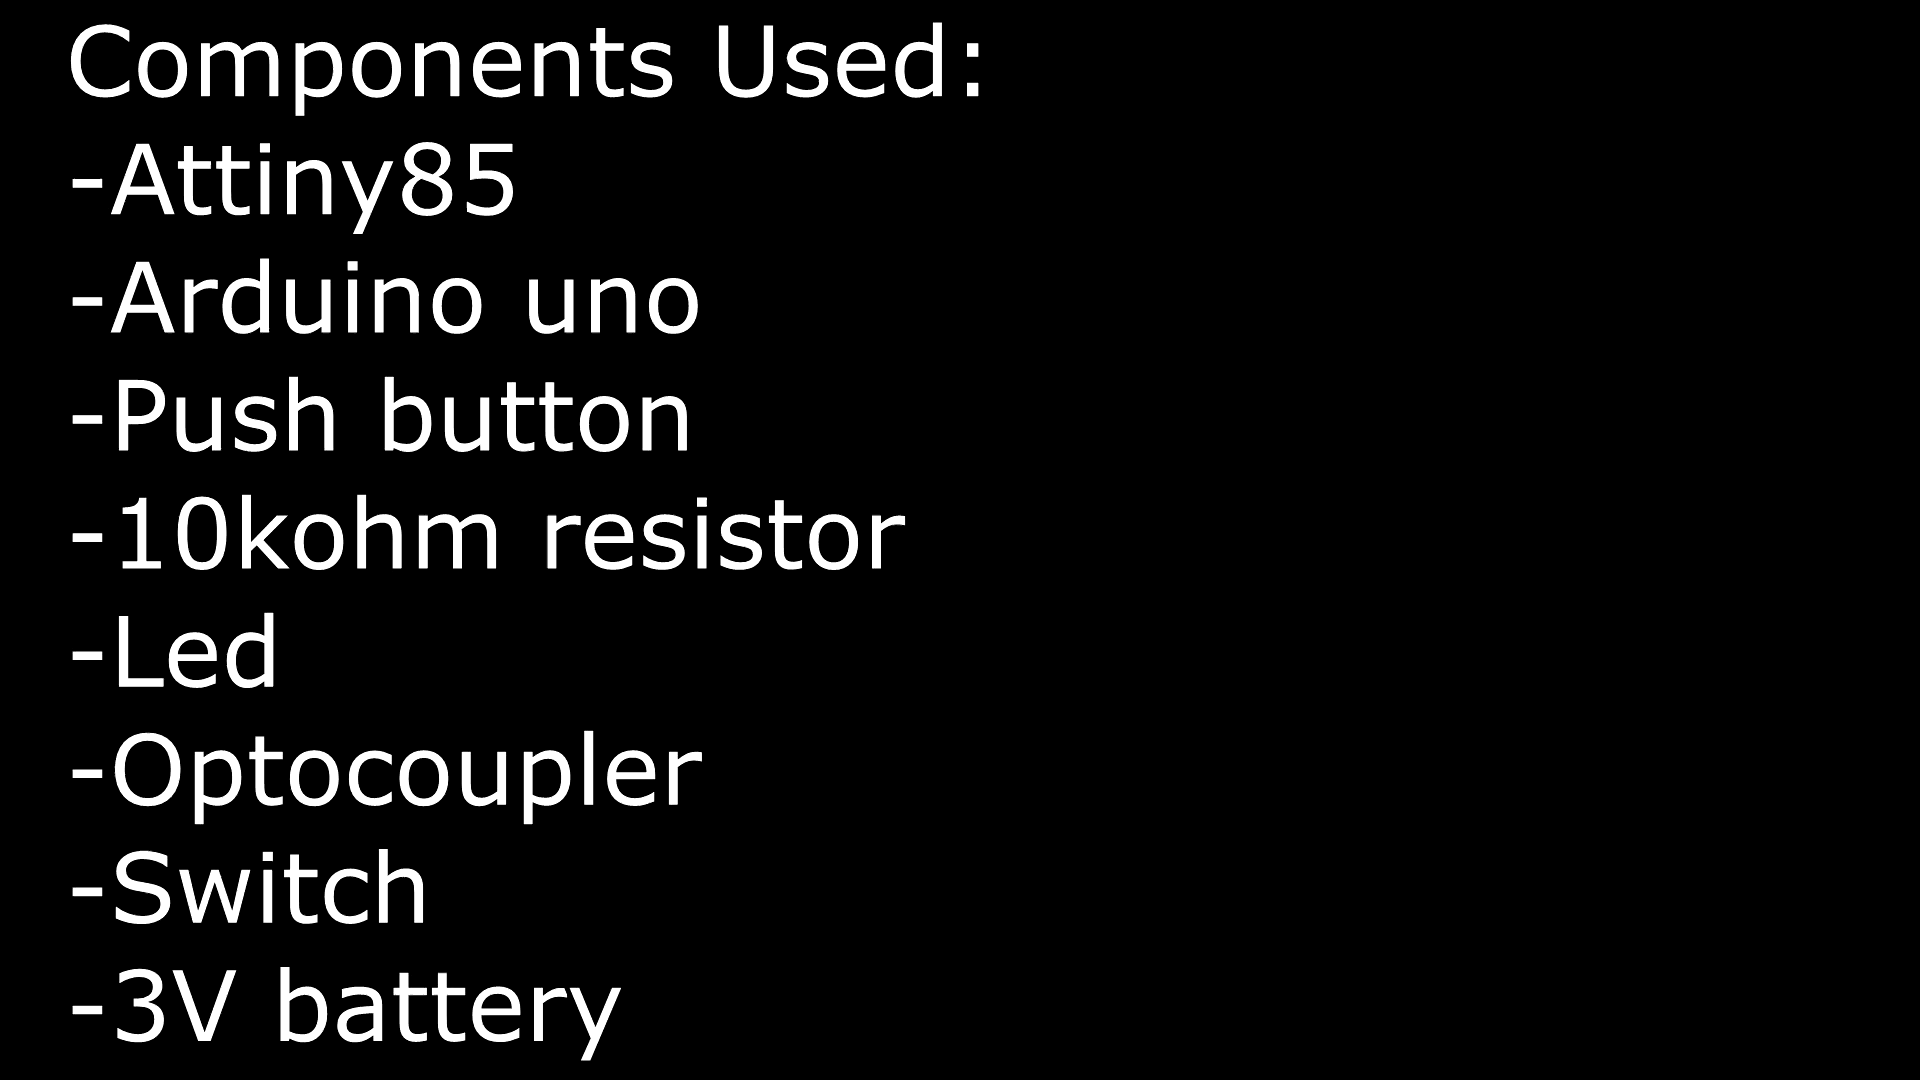 Components Used:
-Attiny85
-Arduino uno
-Push button
-10kohm resistor
-Led
-Optocoupler
-Switch
-3V battery